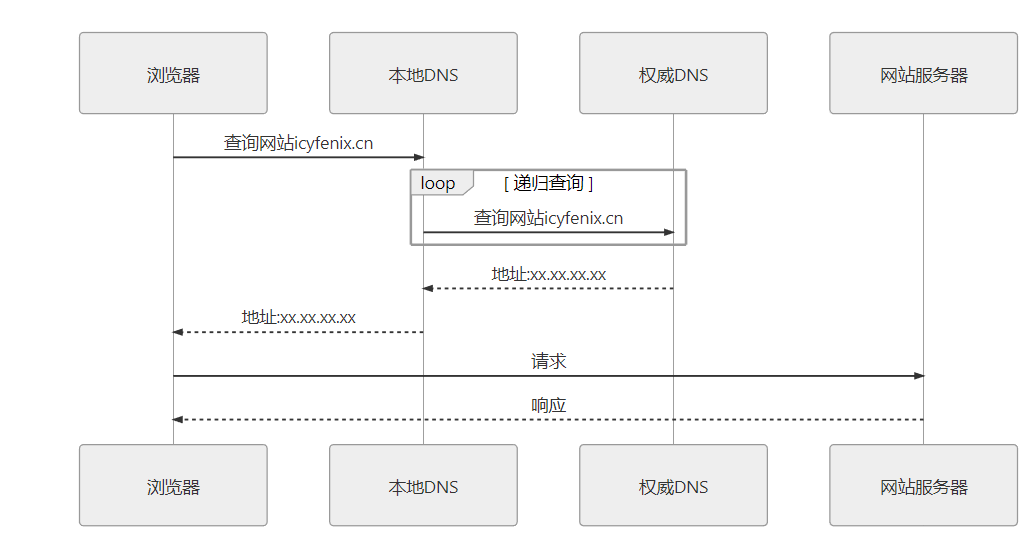 浏览器
本地DNS
权威DNS
网站服务器
查询网站icyfenix.cn
loop
[ 递归查询 ]
查询网站icyfenix.cn
地址:xx.xx.xx.xx
地址:xx.xx.xx.xx
请求
响应
浏览器
本地DNS
权威DNS
网站服务器